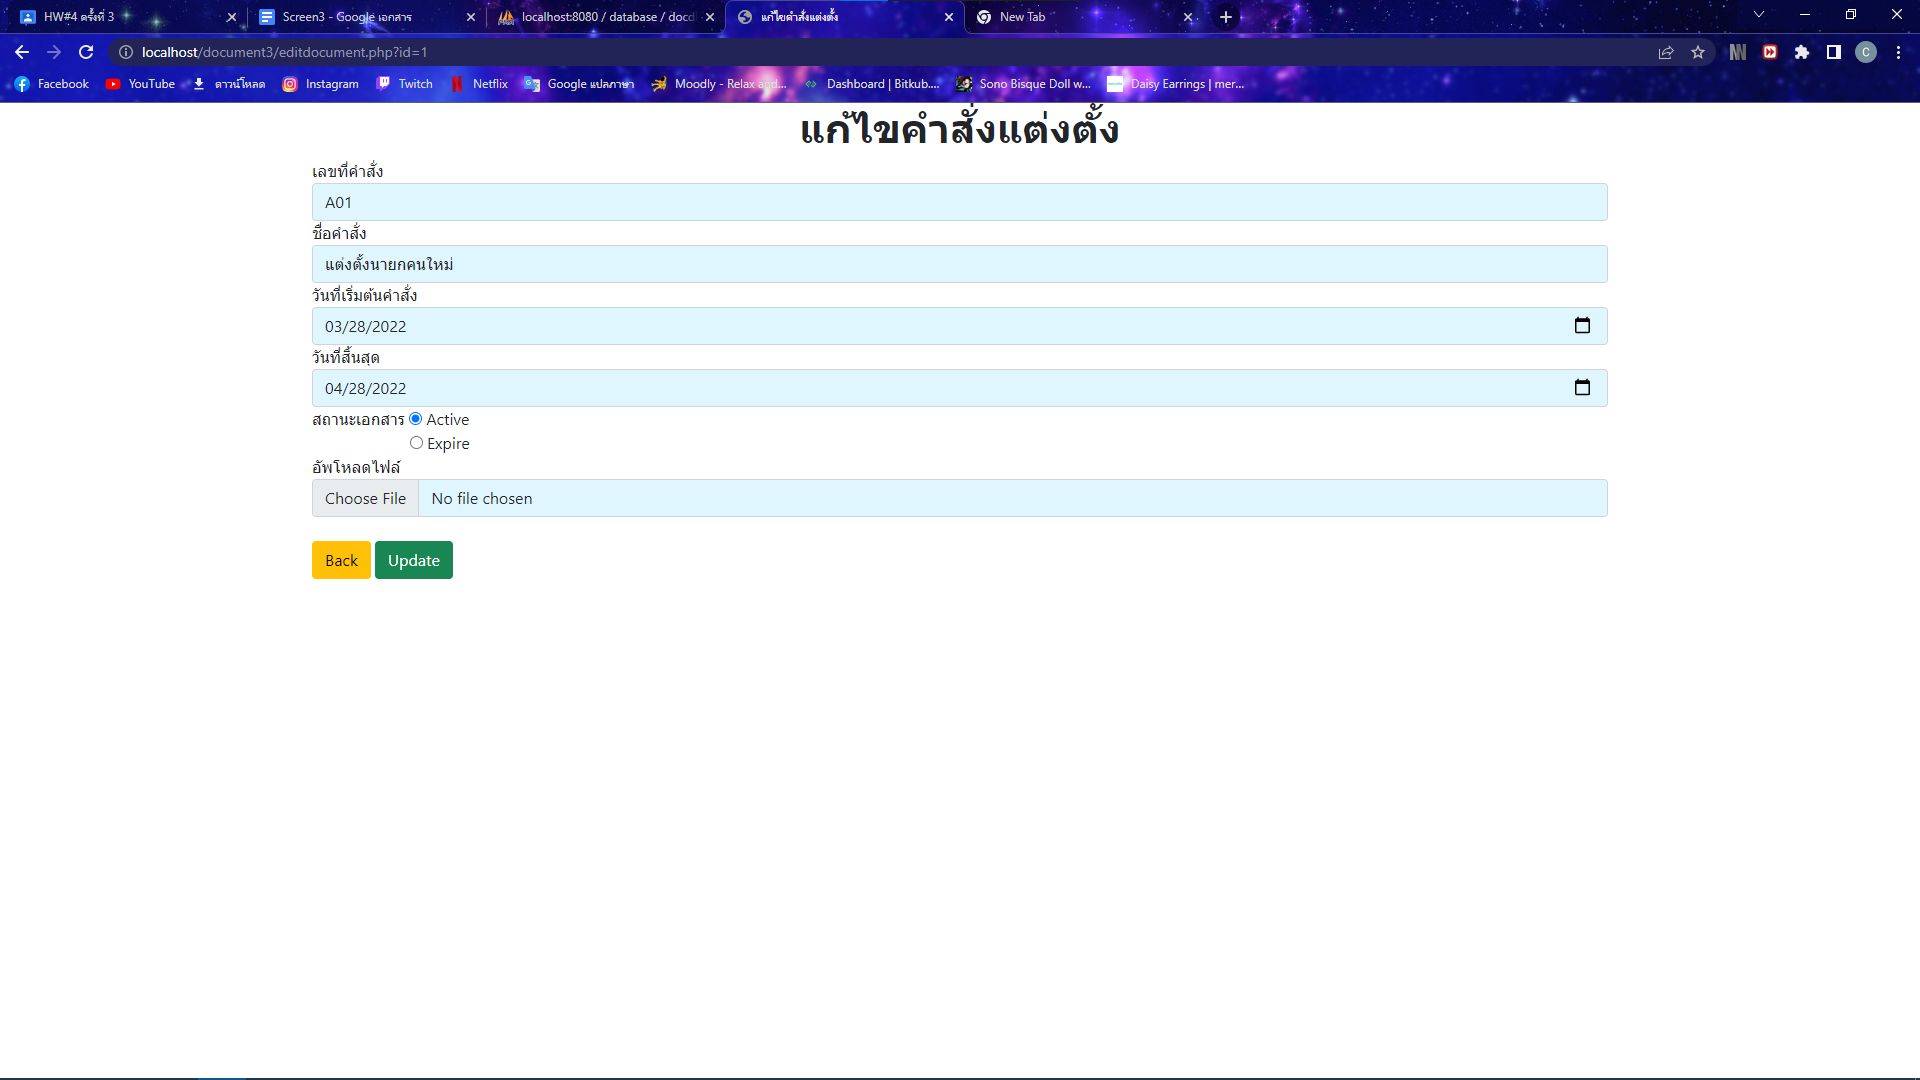 HW#4 ครั้งที่ 3
Screen3 - Google เอกสาร
localhost:8080 / database / docd
แก้ไขคำสั่งแต่งตั้ง
New Tab
localhost/document3/editdocument.php?id=1
C
Facebook
YouTube
ดาวน์โหลด
Instagram
Twitch
Netflix
Google แปลภาษา
Moodly - Relax and...
Dashboard | Bitkub....
Sono Bisque Doll w...
Daisy Earrings | mer...
แก้ไขคำสั่งแต่งตั้ง
เลขที่คำสั่ง
A01
ชื่อคำสั่ง
แต่งตั้งนายกคนใหม่
วันที่เริ่มต้นคำสั่ง
03/28/2022
วันที่สิ้นสุด
04/28/2022
สถานะเอกสาร Active
Expire
อัพโหลดไฟล์
Choose File No file chosen
Back Update